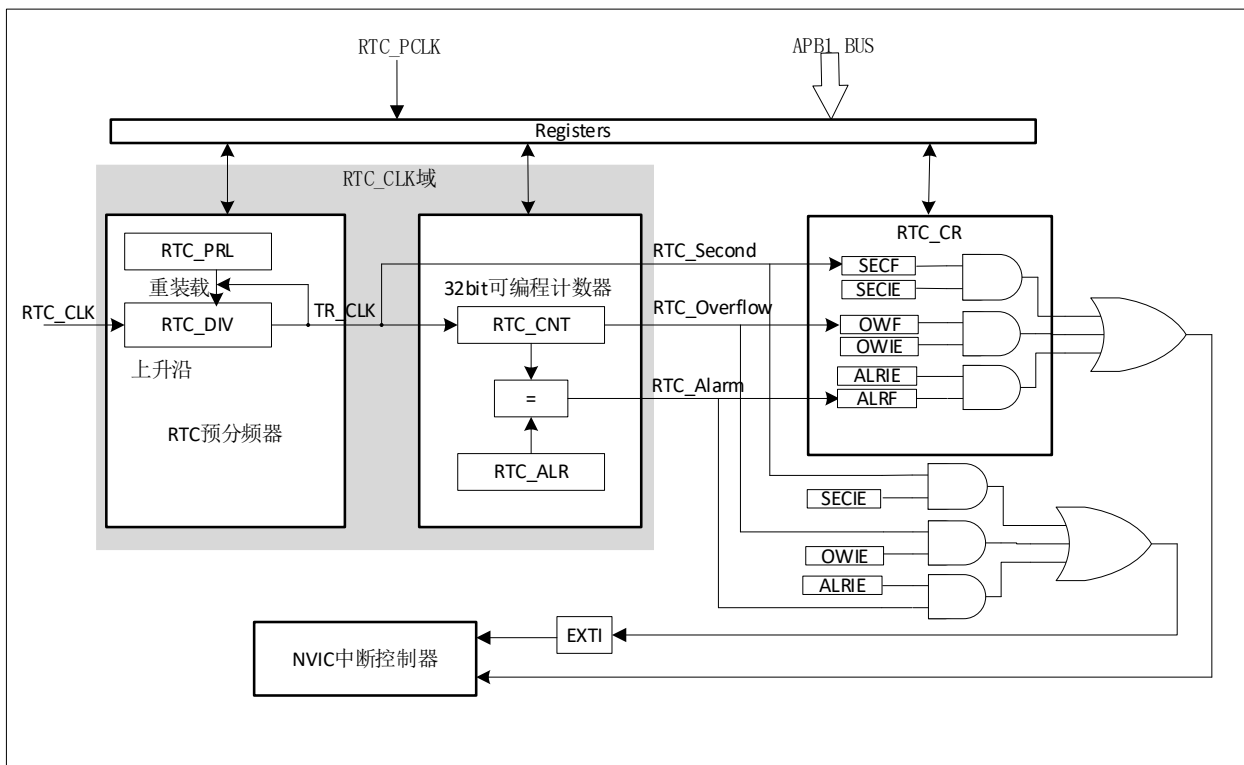 RTC_PCLK
APB1_BUS
Registers
RTC_CLK域
RTC_PRL
重装载
RTC_CLK
RTC_DIV
TR_CLK
上升沿
RTC预分频器
32bit可编程计数器
RTC_CNT
=
RTC_ALR
RTC_Second
RTC_Overflow
RTC_Alarm
RTC_CR
SECF
SECIE
OWF
OWIE
ALRIE
ALRF
SECIE
OWIE
ALRIE
EXTI
NVIC中断控制器